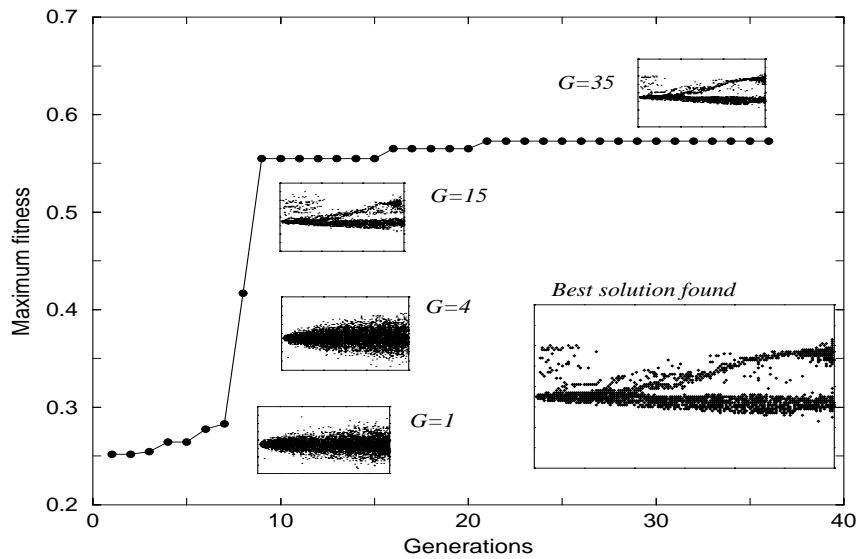 0.7
0.6
0.5
0.4
0.3
0.2
Maximum fitness
G=35
G=15
G=4
G=1
Best solution found
0 10 20 30 40
Generations